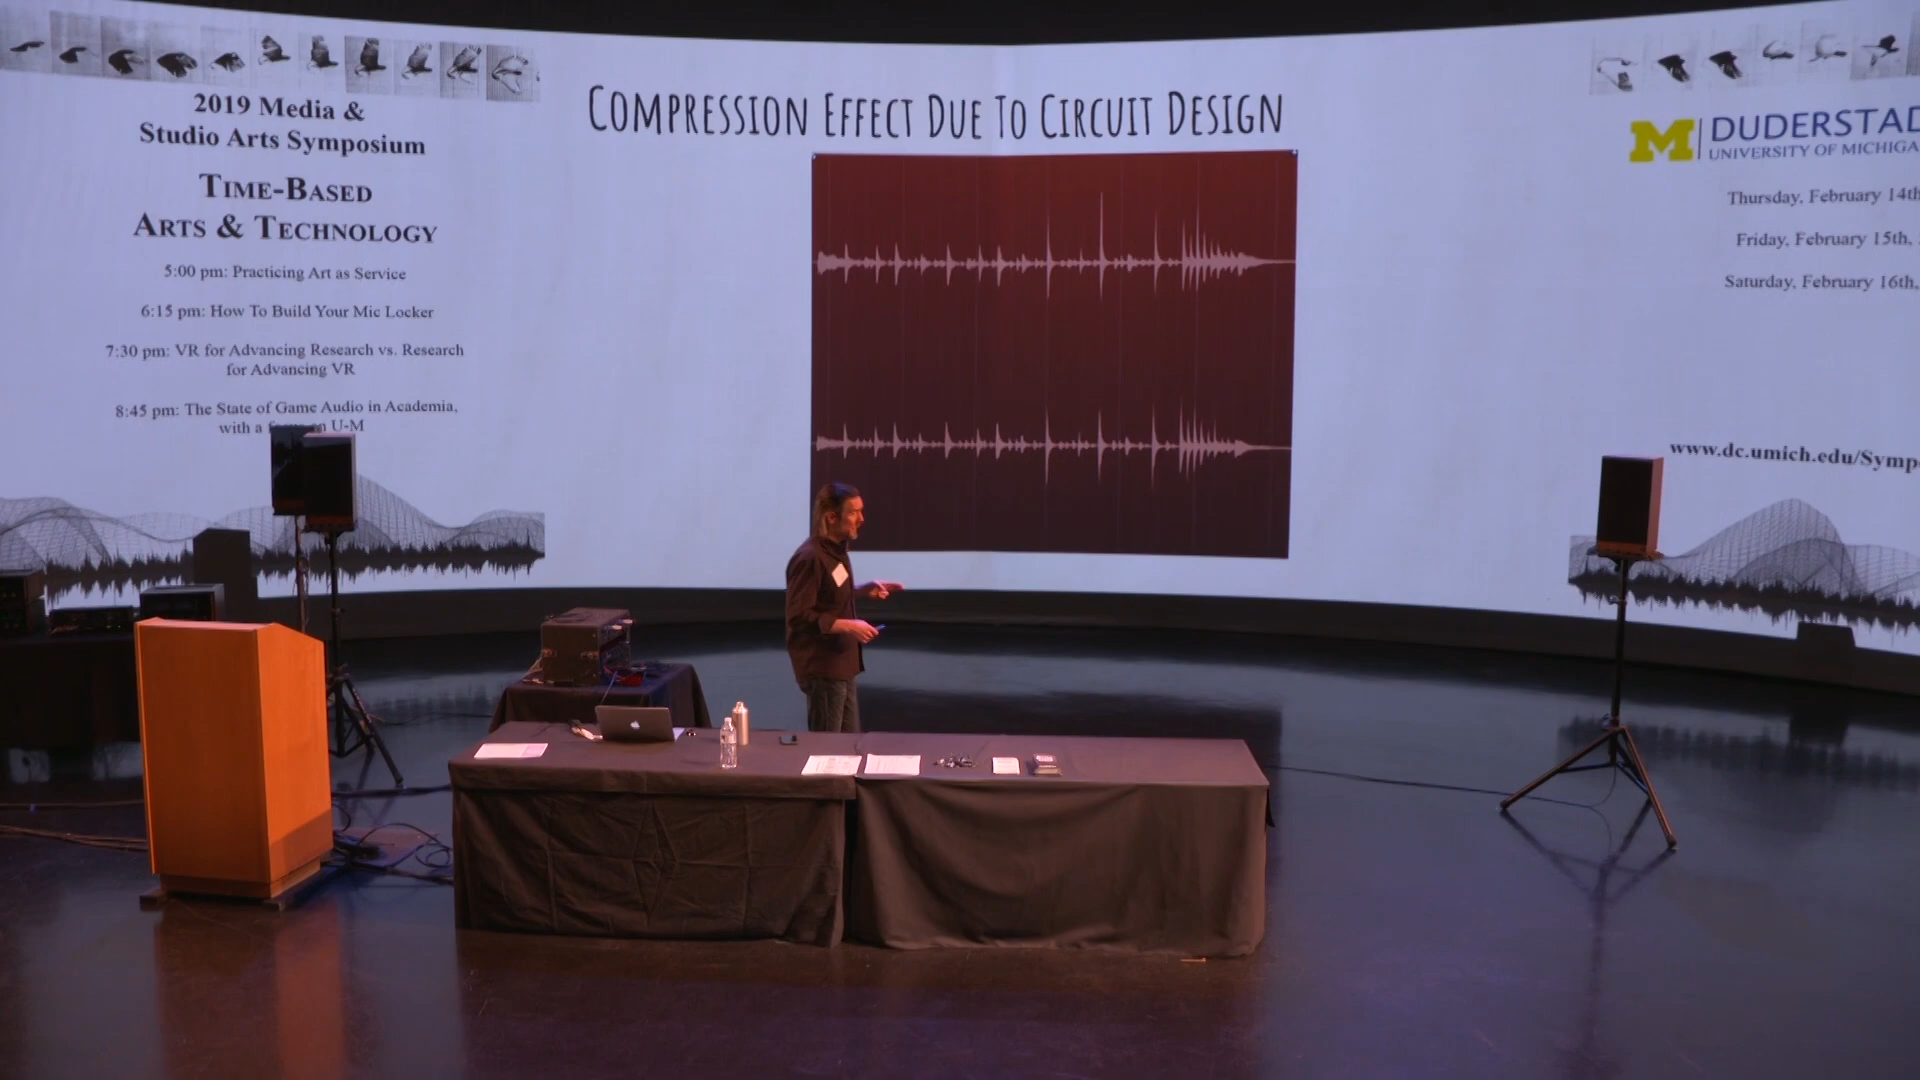 2019 Media &
Studio Arts Symposium
TIME-BASED
ARTS & TECHNOLOGY
5:00 pm: Practicing Art as Service
6:15 pm: How To Build Your Mic Locker
7:30 pm: VR for Advancing Research vs. Research
for Advancing VR
8:45 pm: The State of Game Audio in Academia,
with a U-M
COMPRESSION EFFECT DUE TO CIRCUIT DESIGN
M DUDERSTAD
UNIVERSITY OF MICHIGA
Thursday, February 14th
Friday, February 15th,
Saturday, February 16th,
www.dc.umich.edu/Symp